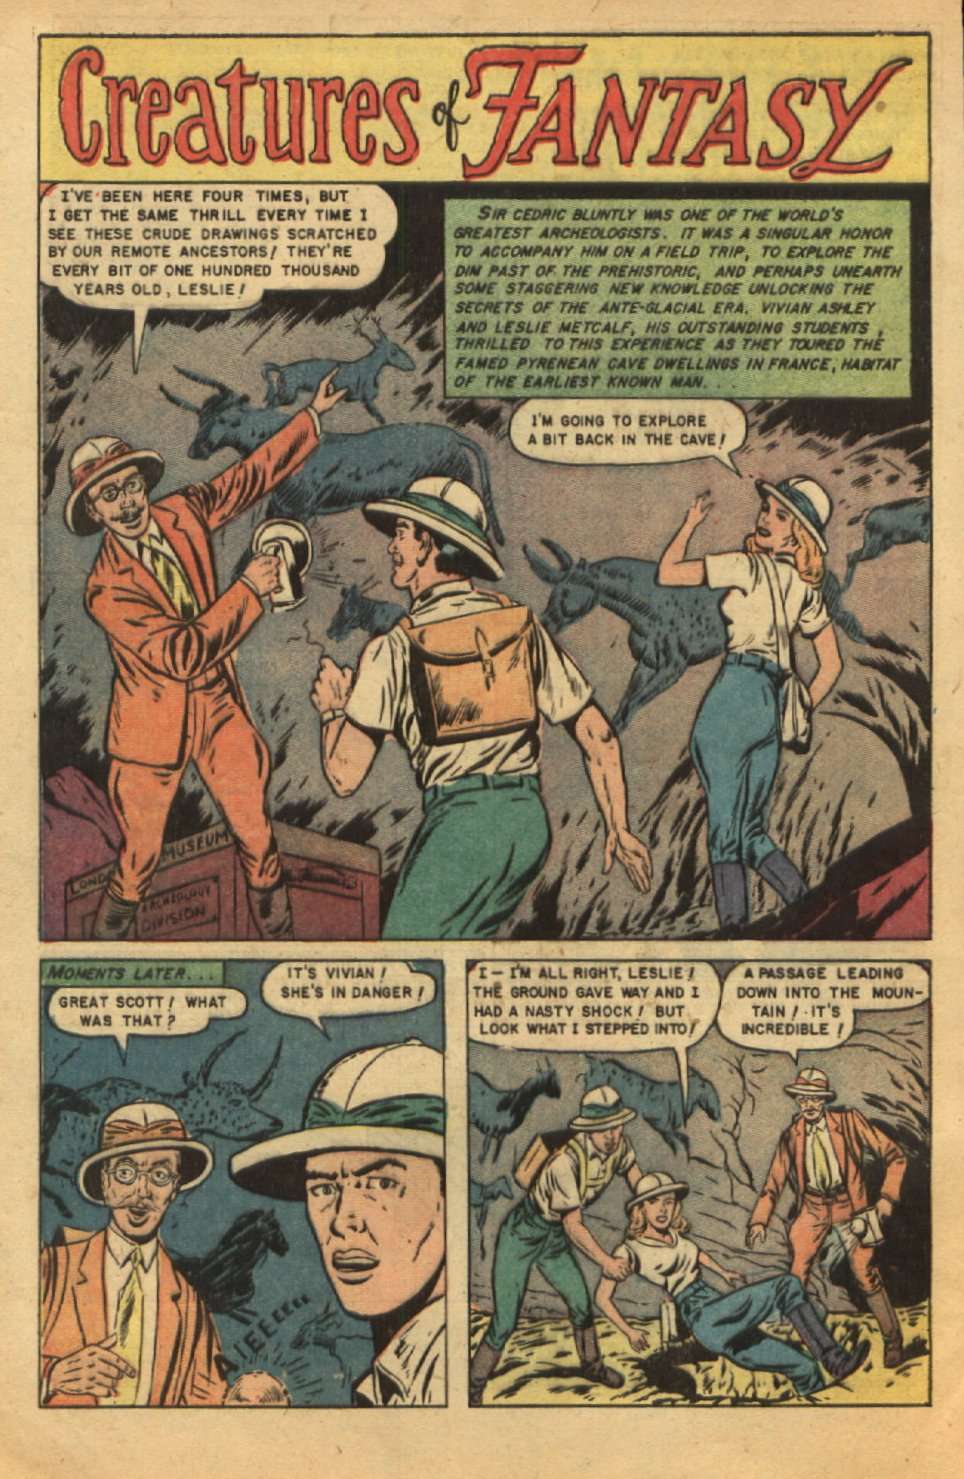 Creatures of FANTASY
I'VE BEEN HERE FOUR TIMES, BUT
I GET THE SAME THRILL EVERY TIME I
SEE THESE CRUDE DRAWINGS SCRATCHED
BY OUR REMOTE ANCESTORS! THEY'RE
EVERY BIT OF ONE HUNDRED THOUSAND
YEARS OLD, LESLIE!
SIR CEDRIC BLUNTLY WAS ONE OF THE WORLD'S
GREATEST ARCHEOLOGISTS. IT WAS A SINGULAR HONOR
TO ACCOMPANY HIM ON A FIELD TRIP, TO EXPLORE THE
DIM PAST OF THE PREHISTORIC, AND PERHAPS UNEARTH
SOME STAGGERING NEW KNOWLEDGE UNLOCKING THE
SECRETS OF THE ANTE-GLACIAL ERA. VIVIAN ASHLEY
AND LESLIE METCALF, HIS OUTSTANDING STUDENTS,
THRILLED TO THIS EXPERIENCE AS THEY TOURED THE
FAMED PYRENEAN CAVE DWELLINGS IN FRANCE, HABITAT
OF THE EARLIEST KNOWN MAN...
I'M GOING TO EXPLORE
A BIT BACK IN THE CAVE!
MUSEUM
DIVISION
MOMENTS LATER...
GREAT SCOTT! WHAT
WAS THAT?
IT'S VIVIAN!
SHE'S IN DANGER!
AIEEEEEE
I- I'M ALL RIGHT, LESLIE!
THE GROUND GAVE WAY AND I
HAD A NASTY SHOCK! BUT
LOOK WHAT I STEPPED INTO!
A PASSAGE LEADING
DOWN INTO THE MOUN-
TAIN! IT'S
INCREDIBLE!